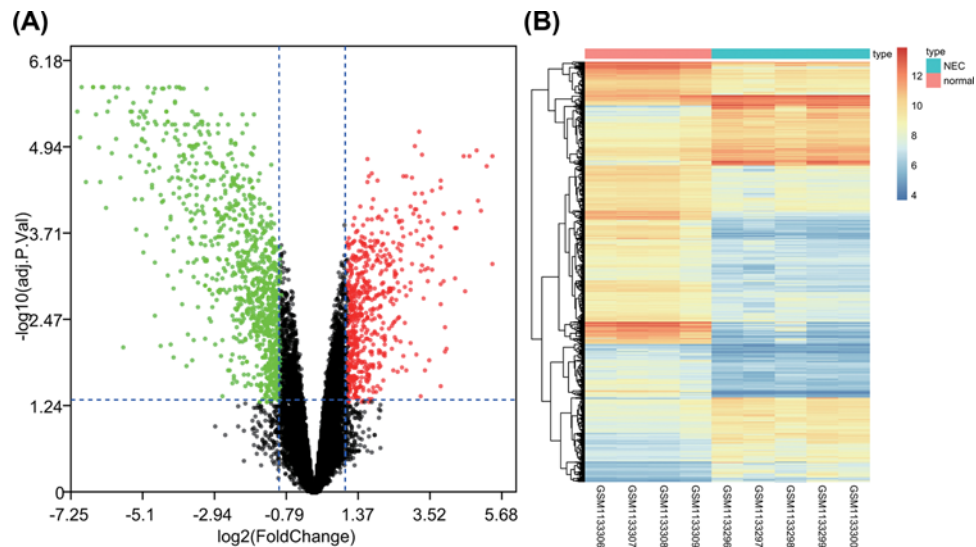 (A)
6.18
4.94
3.71
2.47
1.24
0
-log10(adj.P.Val)
-7.25 -5.1 -2.94 -0.79 1.37 3.52 5.68
log2(FoldChange)
(B)
type
type
NEC
normal
12
10
8
6
4
GSM1133306
GSM1133307
GSM1133308
GSM1133309
GSM1133296
GSM1133297
GSM1133298
GSM1133299
GSM1133300